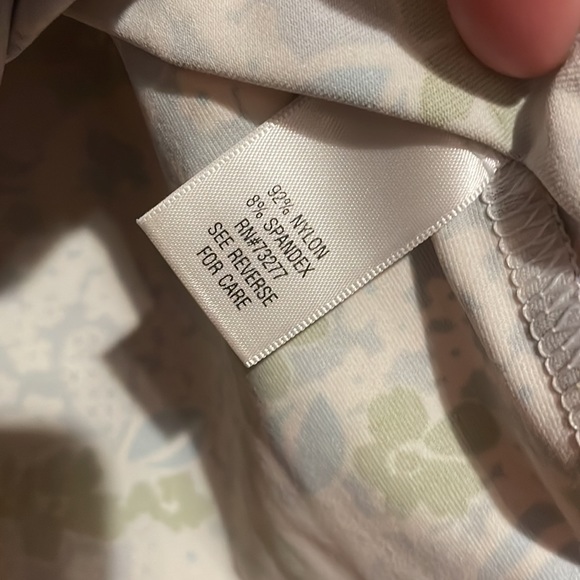 92% NYLON
8% SPANDEX
RN#73277
SEE REVERSE
FOR CARE